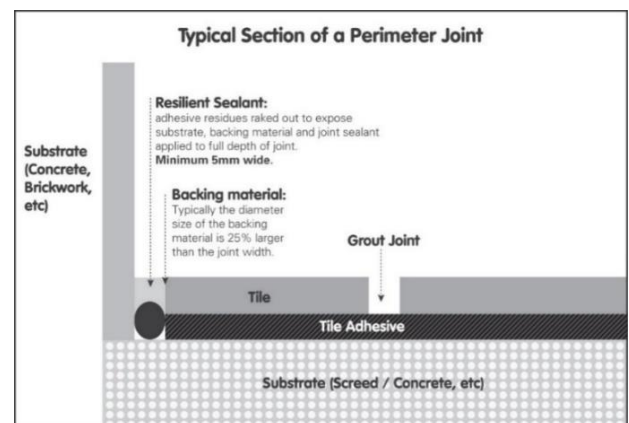 Typical Section of a Perimeter Joint
Resilient Sealant:
adhesive residues raked out to expose
substrate, backing material and joint sealant
applied to full depth of joint.
Minimum 5mm wide.
Substrate
(Concrete,
Brickwork,
etc)
Backing material:
Typically the diameter
size of the backing
material is 25% larger
than the joint width.
Grout Joint
Tile
Tile Adhesive
Substrate (Screed / Concrete, etc)